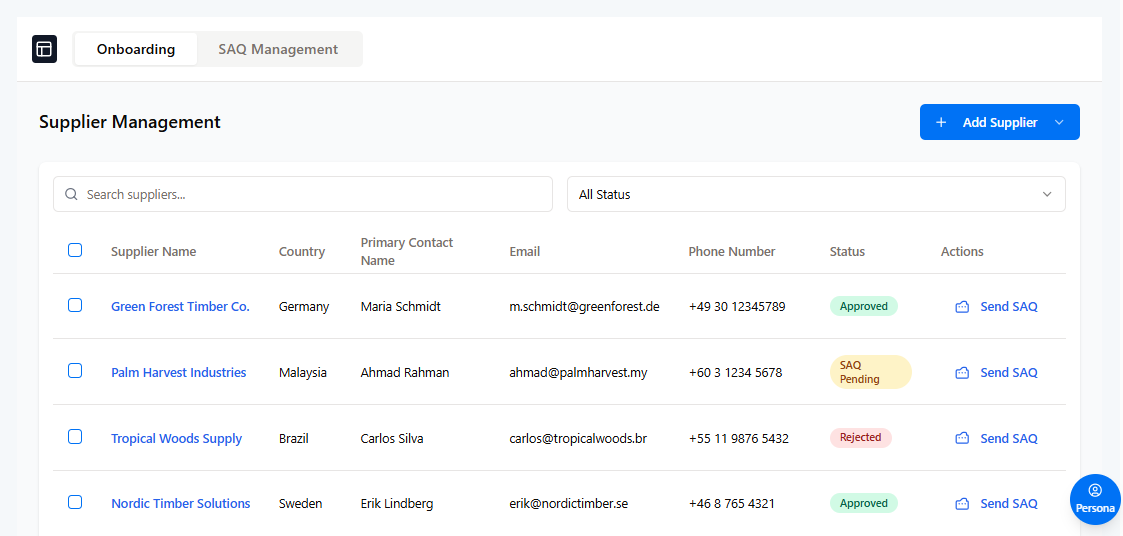 Onboarding
SAQ Management
Supplier Management
Add Supplier
Search suppliers...
All Status
Supplier Name Country Primary Contact Name Email Phone Number Status Actions
Green Forest Timber Co. Germany Maria Schmidt m.schmidt@greenforest.de +49 30 12345789 Approved Send SAQ
Palm Harvest Industries Malaysia Ahmad Rahman ahmad@palmharvest.my +60 3 1234 5678 SAQ Pending Send SAQ
Tropical Woods Supply Brazil Carlos Silva carlos@tropicalwoods.br +55 11 9876 5432 Rejected Send SAQ
Nordic Timber Solutions Sweden Erik Lindberg erik@nordictimber.se +46 8 765 4321 Approved Send SAQ
Persona